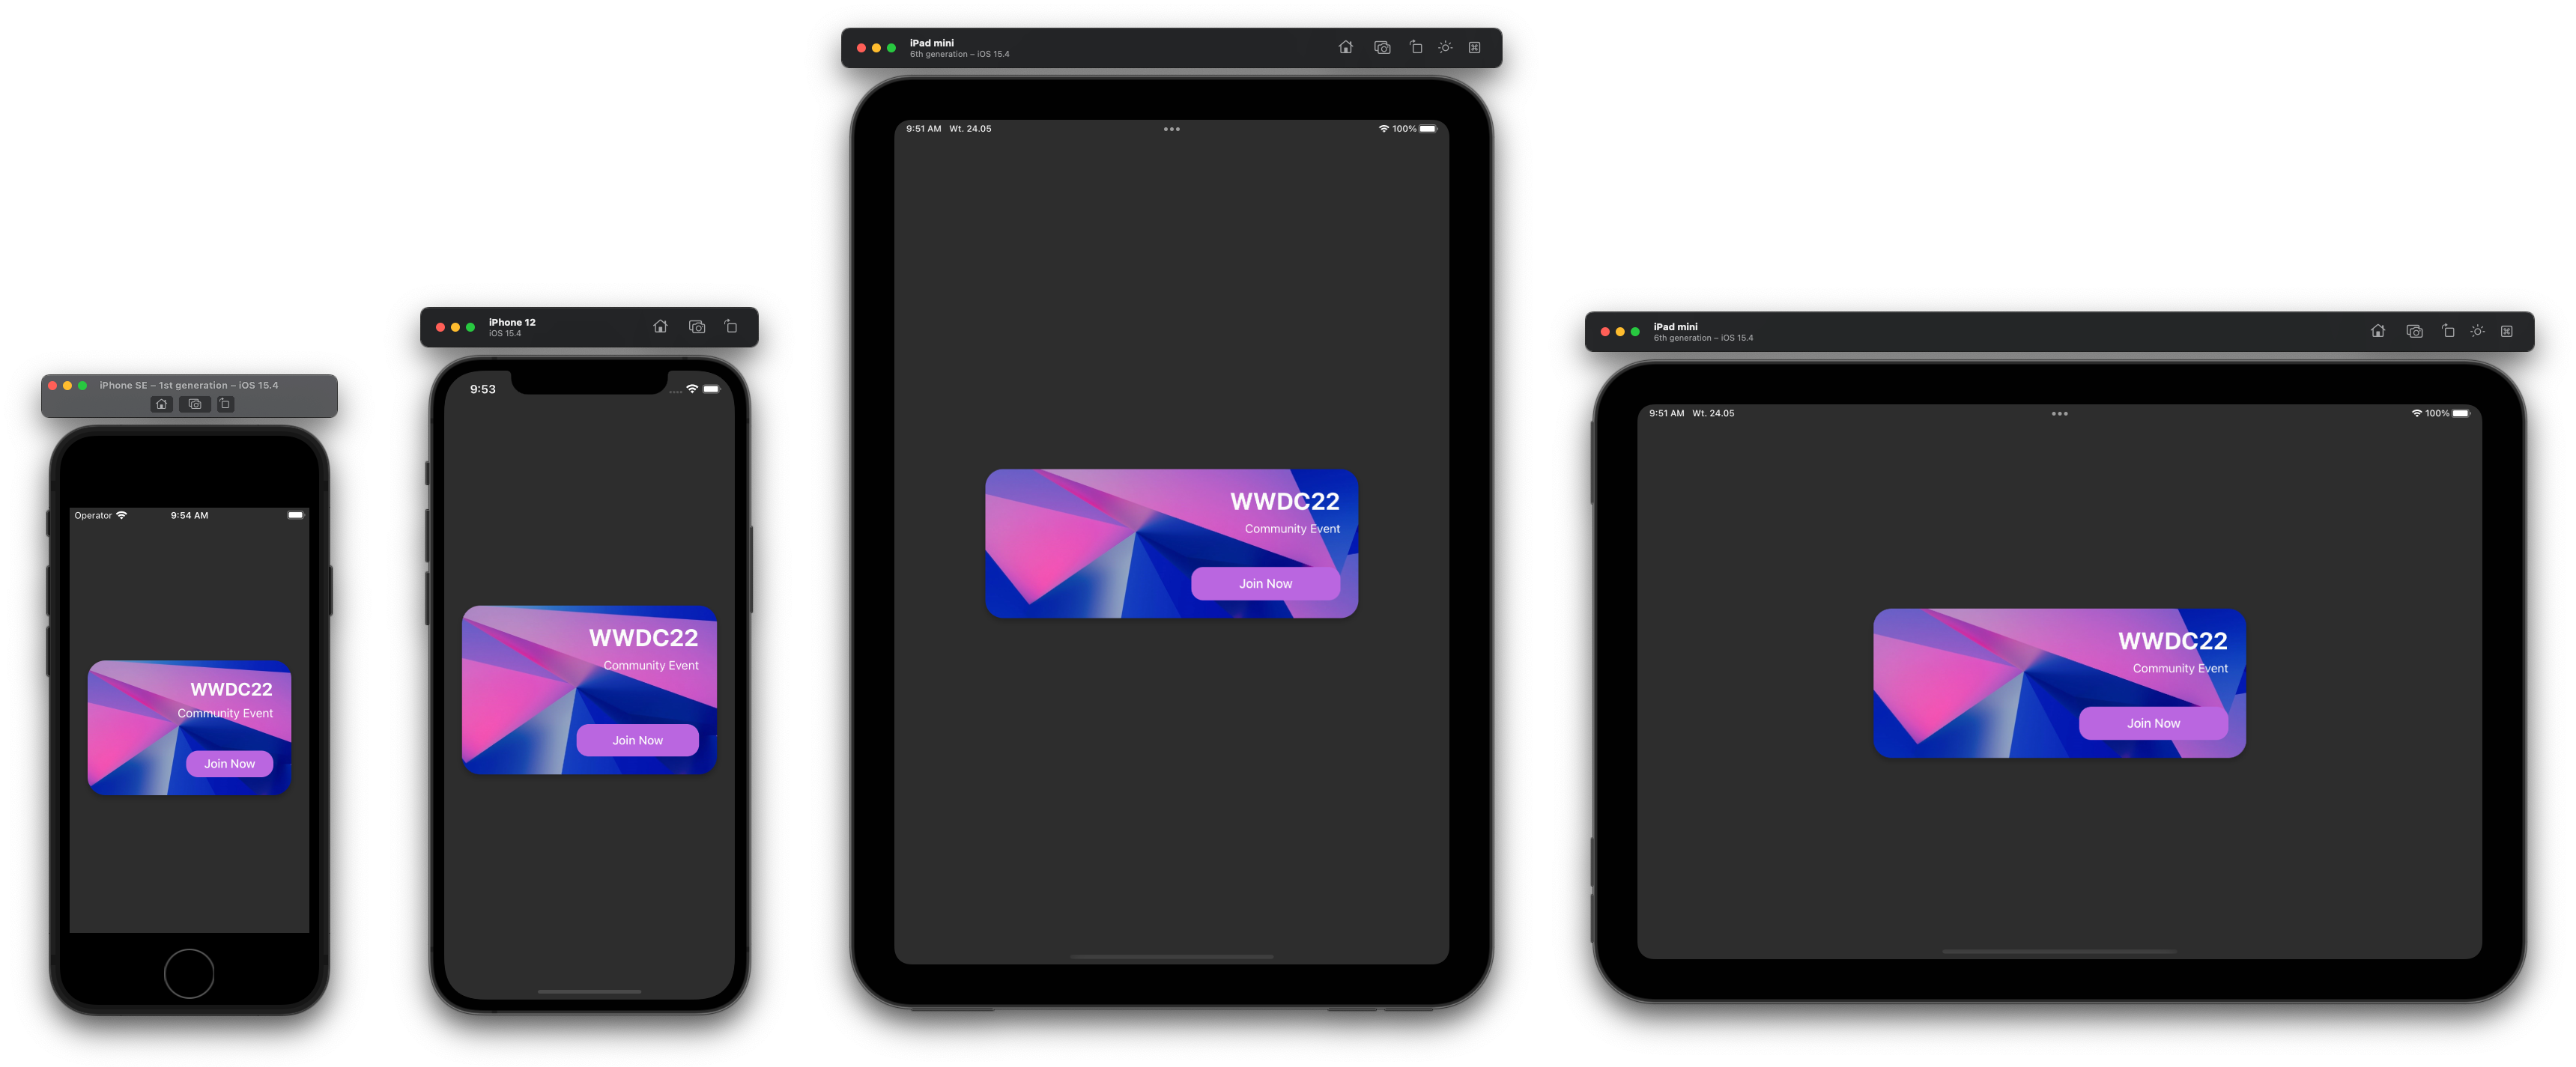 iPhone SE – 1st generation – iOS 15.4
Operator 9:54 AM
WWDC22
Community Event
Join Now
iPhone 12
iOS 15.4
9:53
WWDC22
Community Event
Join Now
iPad mini
6th generation – iOS 15.4
9:51 AM Wt. 24.05 100%
WWDC22
Community Event
Join Now
iPad mini
6th generation – iOS 15.4
9:51 AM Wt. 24.05 100%
WWDC22
Community Event
Join Now